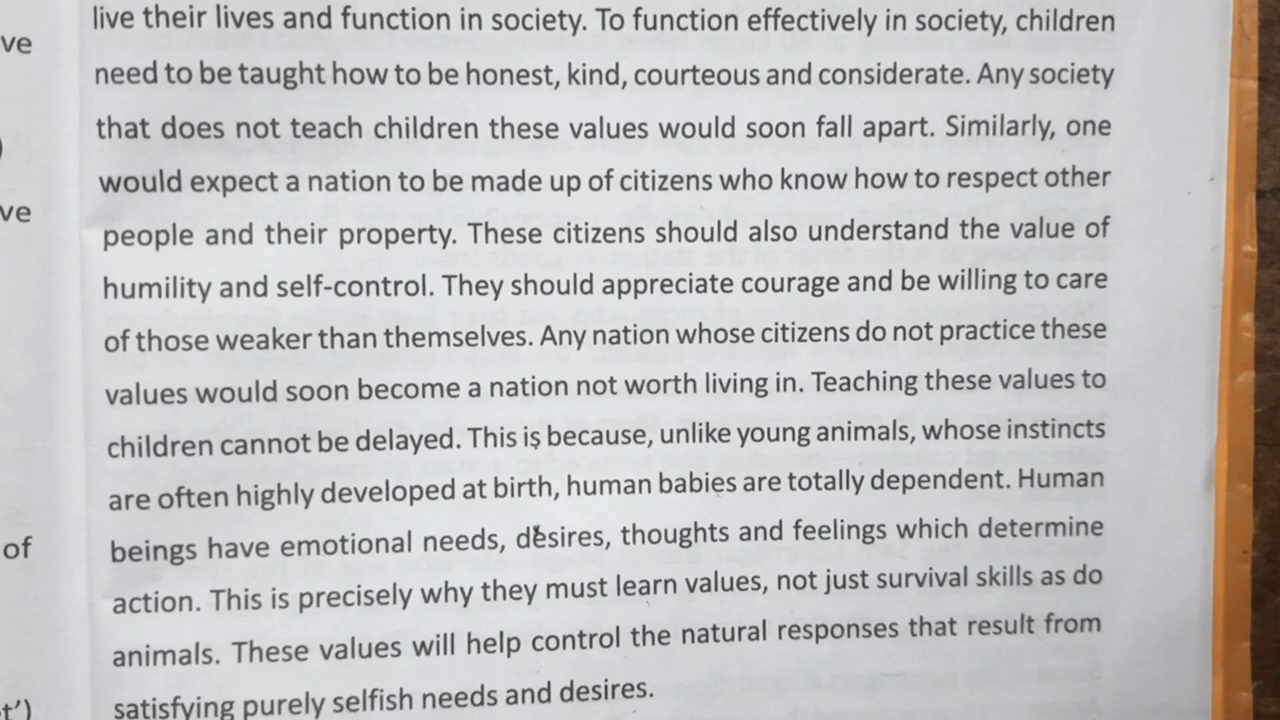 live their lives and function in society. To function effectively in society, children
need to be taught how to be honest, kind, courteous and considerate. Any society
that does not teach children these values would soon fall apart. Similarly, one
would expect a nation to be made up of citizens who know how to respect other
people and their property. These citizens should also understand the value of
humility and self-control. They should appreciate courage and be willing to care
of those weaker than themselves. Any nation whose citizens do not practice these
values would soon become a nation not worth living in. Teaching these values to
children cannot be delayed. This is because, unlike young animals, whose instincts
are often highly developed at birth, human babies are totally dependent. Human
beings have emotional needs, desires, thoughts and feelings which determine
action. This is precisely why they must learn values, not just survival skills as do
animals. These values will help control the natural responses that result from
satisfying purely selfish needs and desires.
ve
)
ve
of
t’)